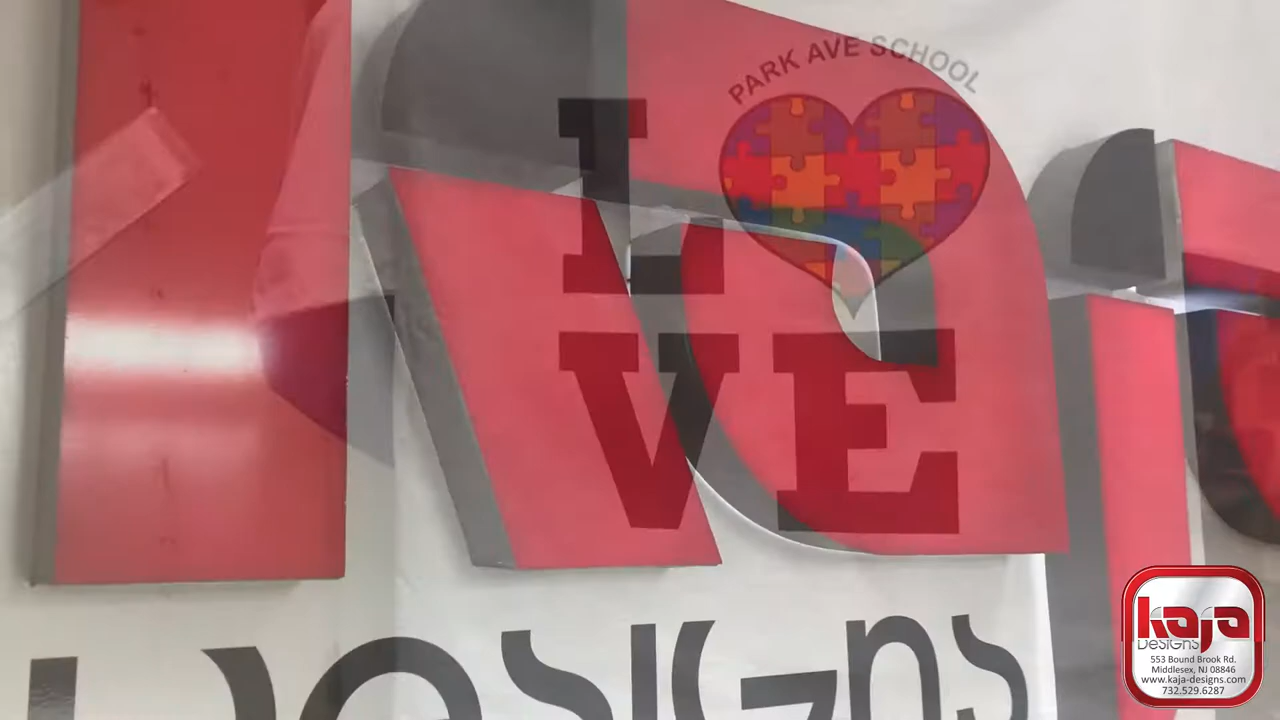 PARK AVE SCHOOL
L
VE
kaja
DESIGNS
DESIGNS
553 Bound Brook Rd.
Middlesex, NJ 08846
www.kaja-designs.com
732.529.6287